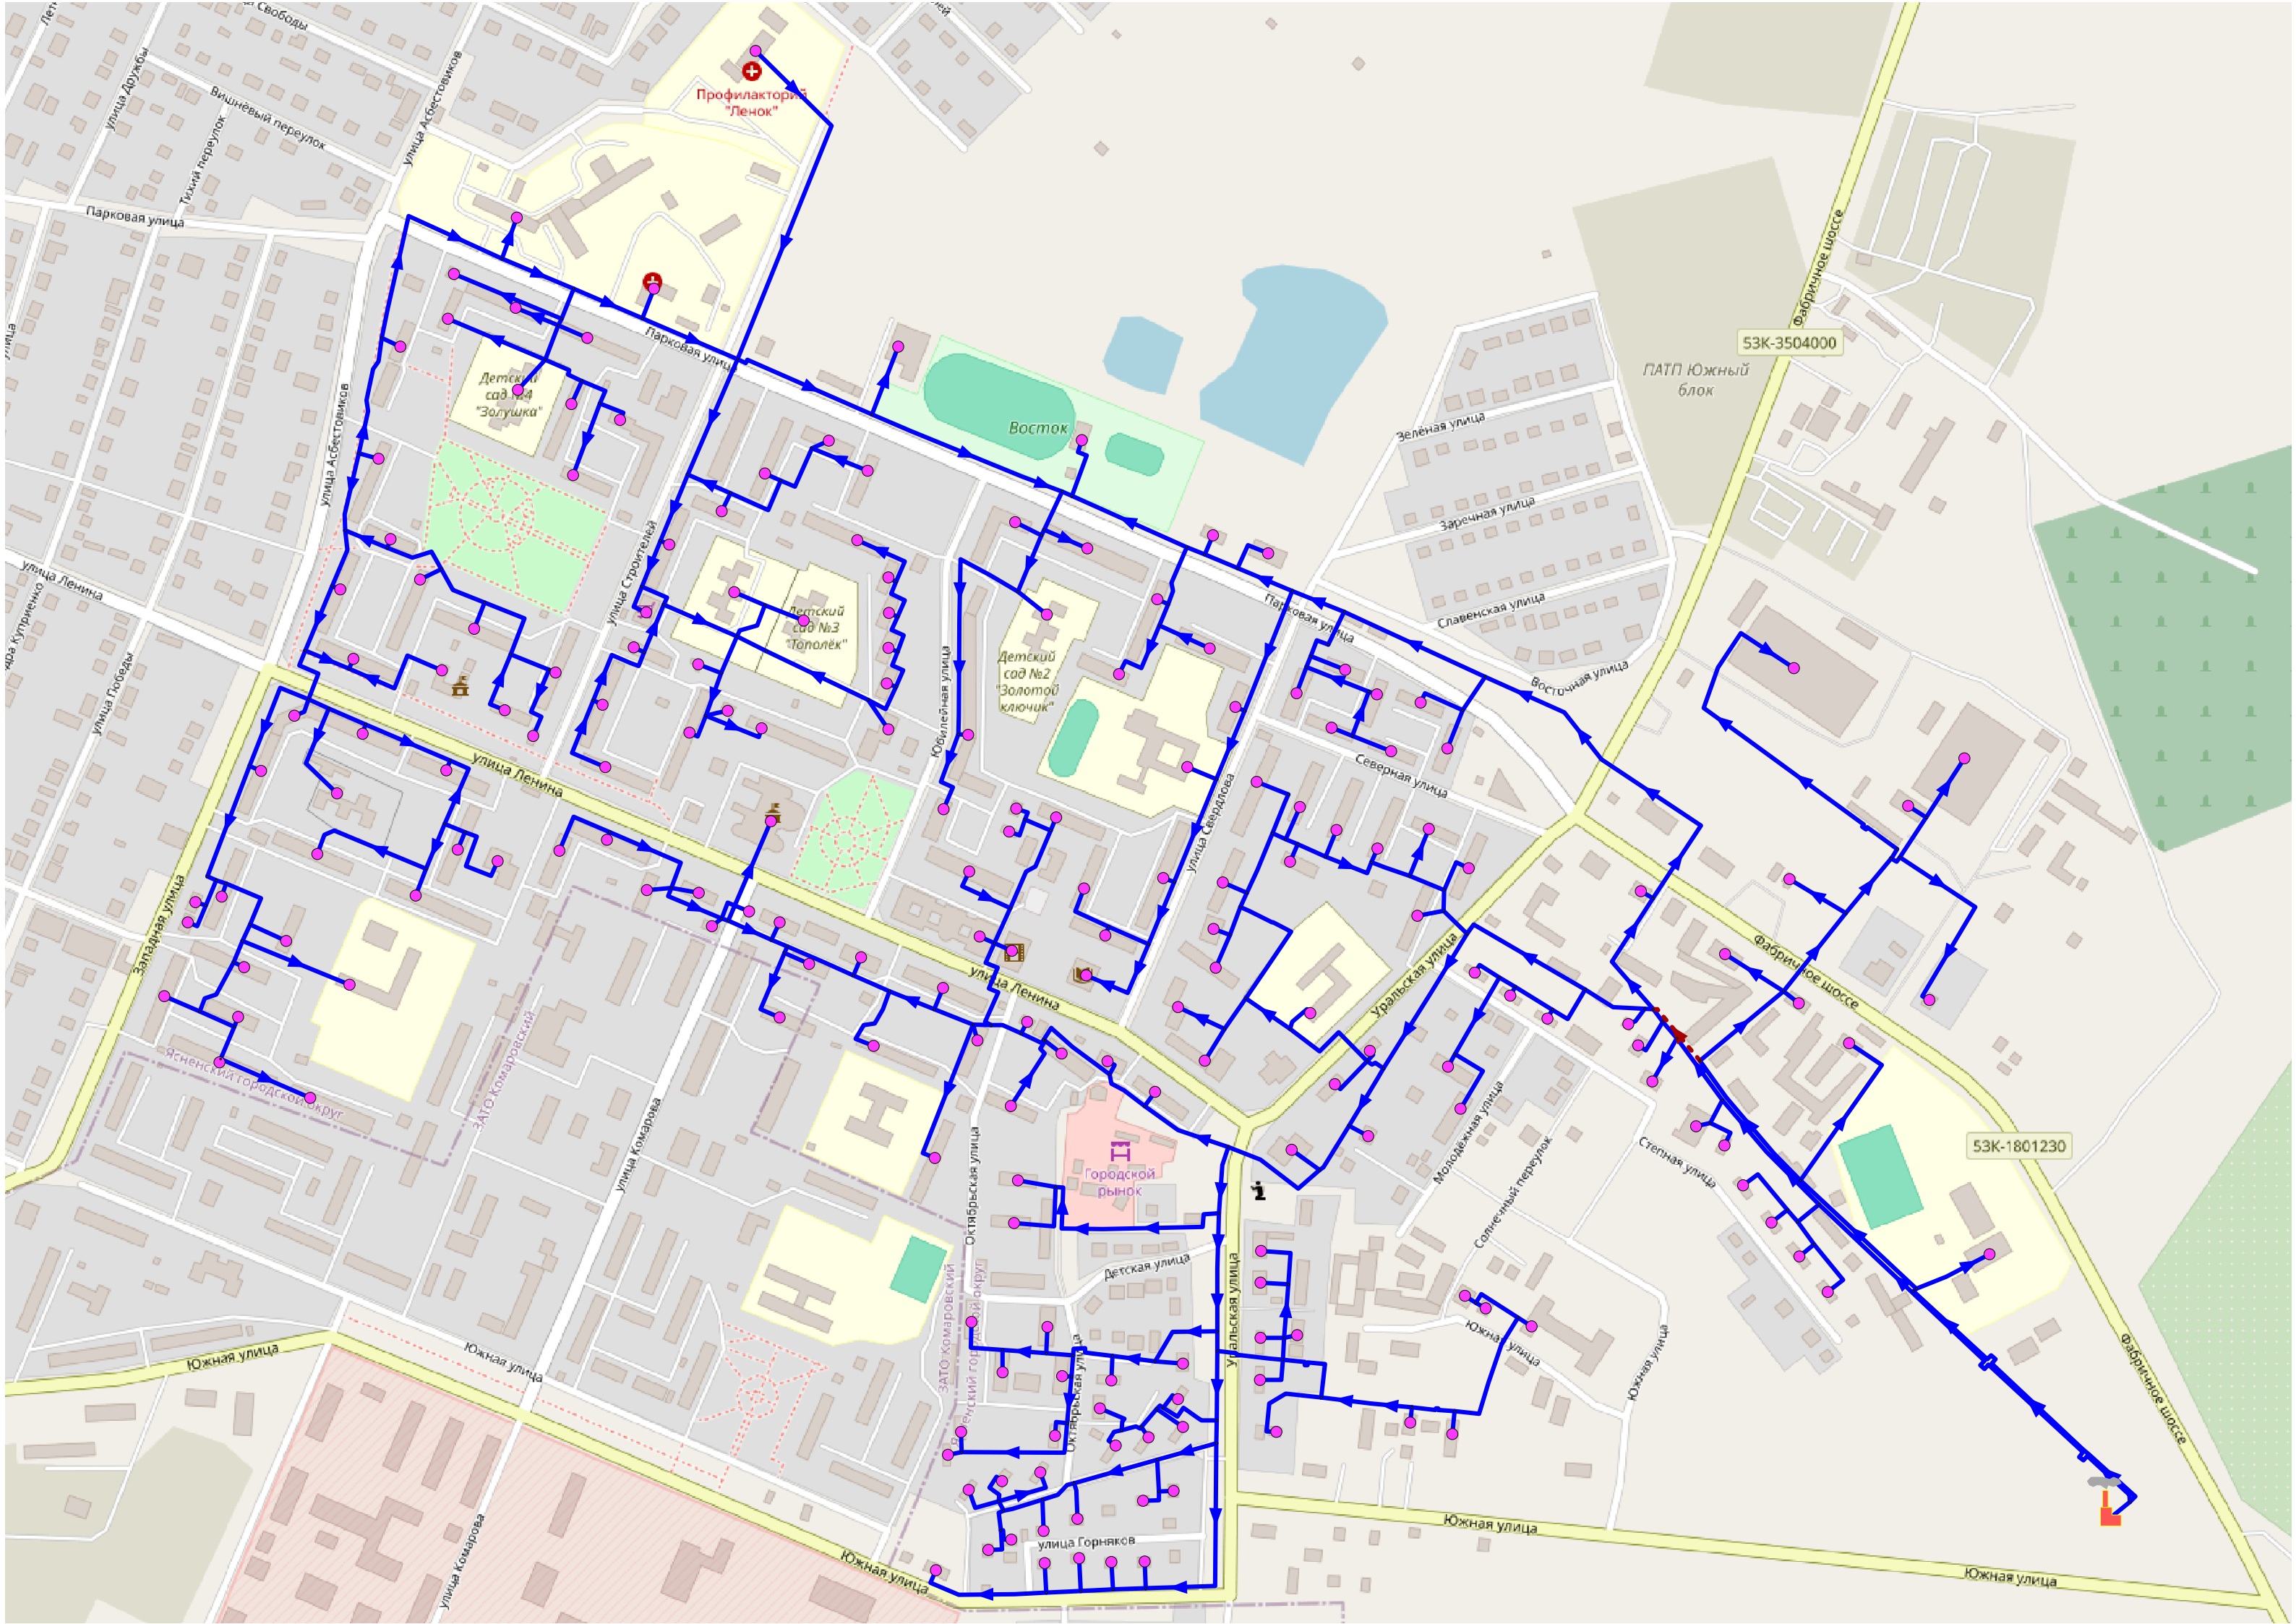 Свободы
улица Дружбы
Вишнёвый переулок
Тихий переулок
улица Асбестовиков
Профилакторий
"Ленок"
Парковая улица
Фабричное шоссе
53К-3504000
Парковая улица
ПАТП Южный
блок
Детский
сад №4
"Золушка"
улица Асбестовиков
Восток
Зелёная улица
Заречная улица
улица Строителей
улица Ленина
Парковая улица
Славенская улица
Детский
сад №3
"Тополёк"
улица Победы
Юбилейная улица
Детский
сад №2
"Золотой
ключик"
Восточная улица
улица Ленина
Северная улица
улица Свердлова
Западная улица
улица Ленина
Уральская улица
Фабричное шоссе
Ясненский городской округ
ЗАТО Комаровский
улица Комарова
Октябрьская улица
Городской
рынок
Молодёжная улица
Солнечный переулок
Степная улица
53К-1801230
Детская улица
Уральская улица
ЗАТО Комаровский
Южная улица
Южная улица
Октябрьская улица
Южная улица
Южная улица
Фабричное шоссе
улица Горняков
Южная улица
улица Комарова
Южная улица
Южная улица